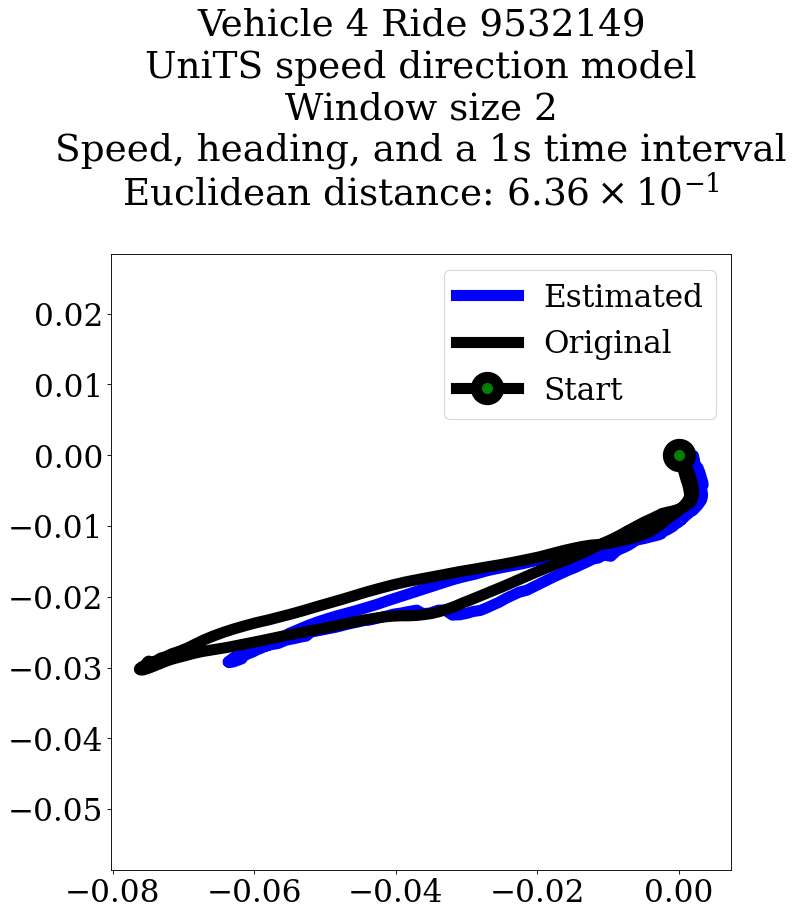 Vehicle 4 Ride 9532149
UniTS speed direction model
Window size 2
Speed, heading, and a 1s time interval
Euclidean distance: 6.36 × 10⁻¹
Estimated
Original
Start
0.02
0.01
0.00
−0.01
−0.02
−0.03
−0.04
−0.05
−0.08 −0.06 −0.04 −0.02 0.00